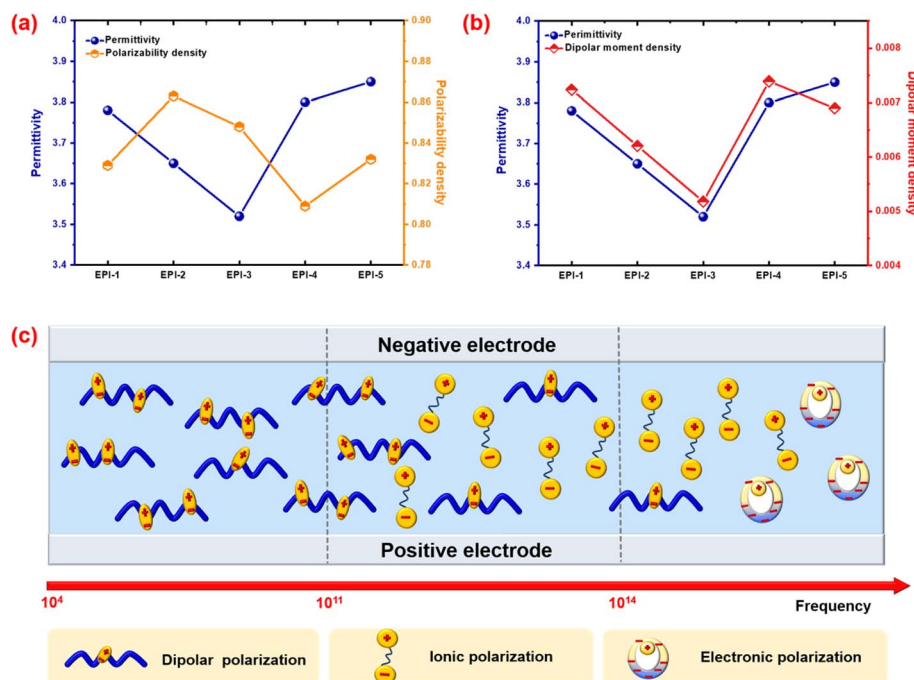 (a)
Permittivity
Polarizability density
4.0
3.9
3.8
3.7
3.6
3.5
3.4
Permittivity
0.90
0.88
0.86
0.84
0.82
0.80
0.78
Polarizability density
EPI-1 EPI-2 EPI-3 EPI-4 EPI-5
(b)
Perimittivity
Dipolar moment density
4.0
3.9
3.8
3.7
3.6
3.5
3.4
Permittivity
0.008
0.007
0.006
0.005
0.004
Dipolar moment density
EPI-1 EPI-2 EPI-3 EPI-4 EPI-5
(c)
Negative electrode
Positive electrode
10⁴ 10¹¹ 10¹⁴ Frequency
Dipolar polarization Ionic polarization Electronic polarization